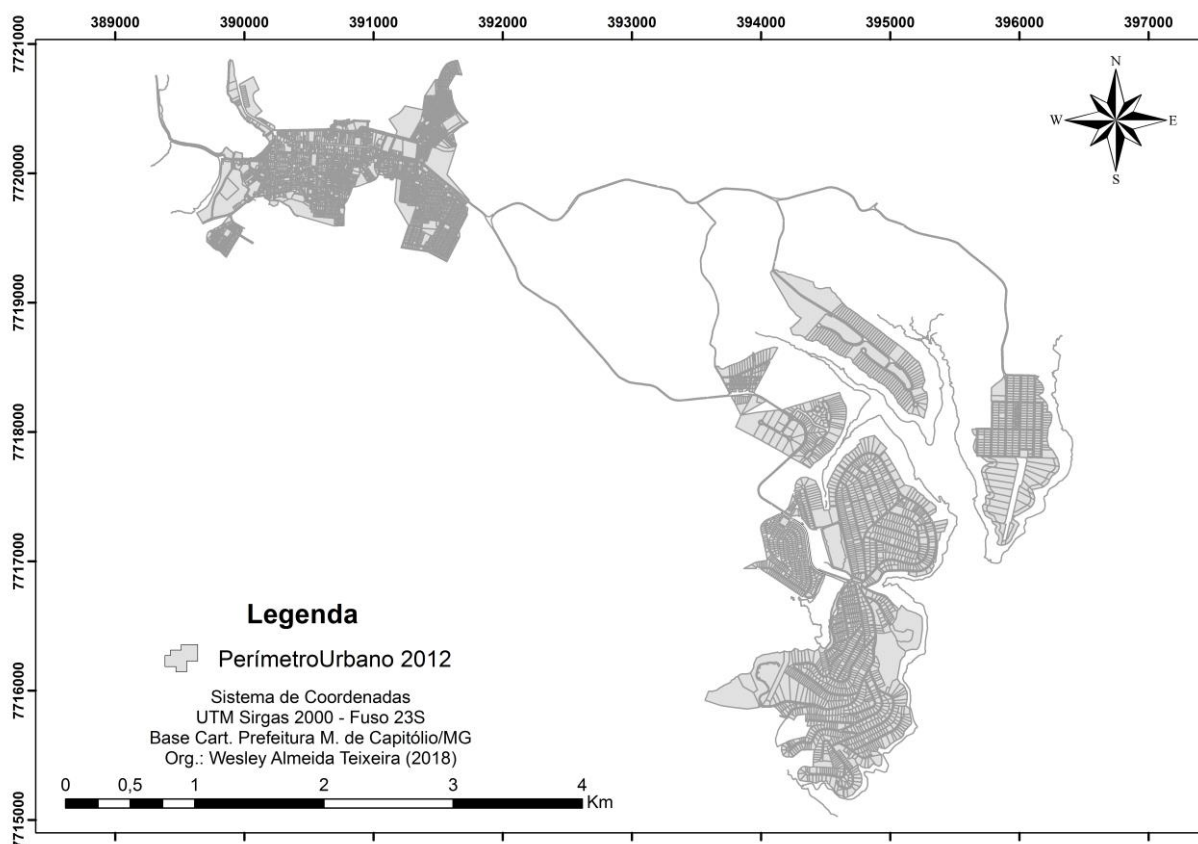 389000 390000 391000 392000 393000 394000 395000 396000 397000
7721000
7720000
7719000
7718000
7717000
7716000
7715000
N
W E
S
Legenda
PerímetroUrbano 2012
Sistema de Coordenadas
UTM Sirgas 2000 - Fuso 23S
Base Cart. Prefeitura M. de Capitólio/MG
Org.: Wesley Almeida Teixeira (2018)
0 0,5 1 2 3 4
Km